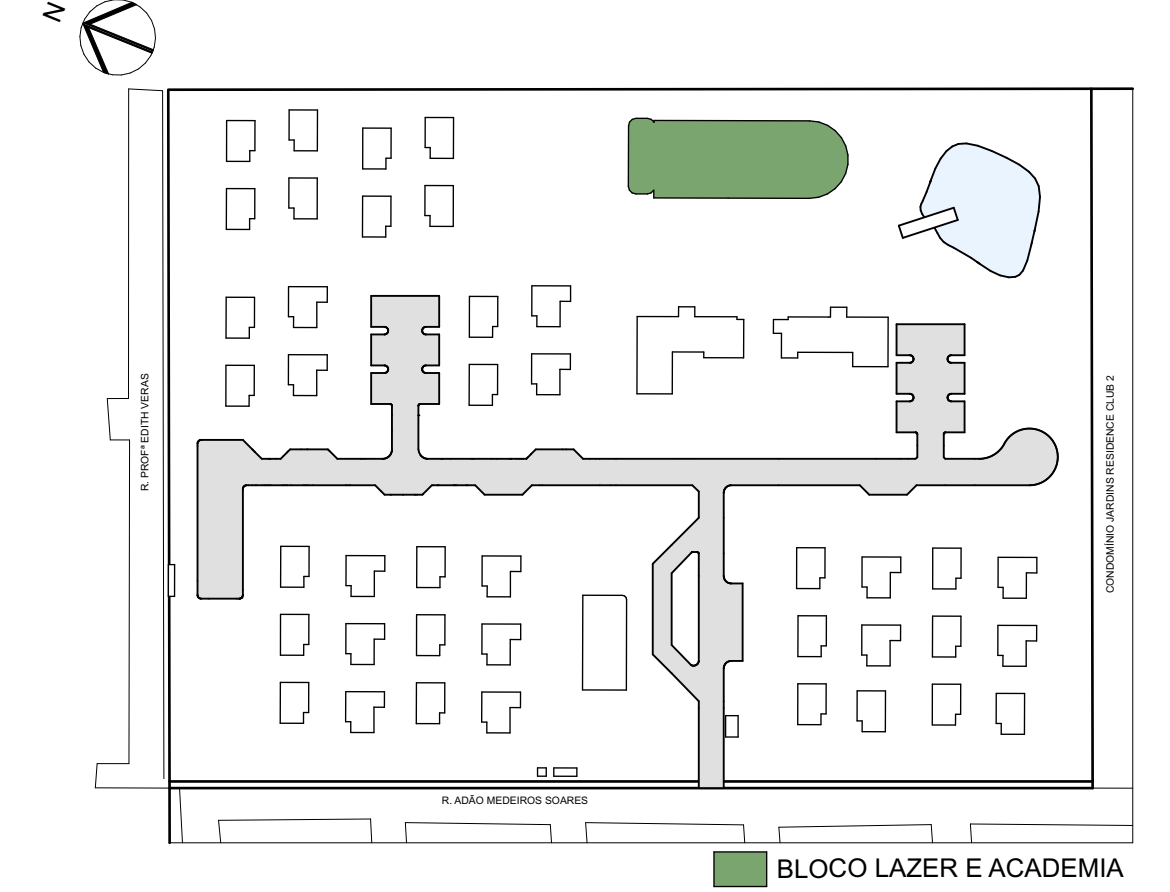 N
R. PROFª EDITH VERAS
CONDOMÍNIO JARDINS RESIDENCE CLUB 2
R. ADÃO MEDEIROS SOARES
BLOCO LAZER E ACADEMIA